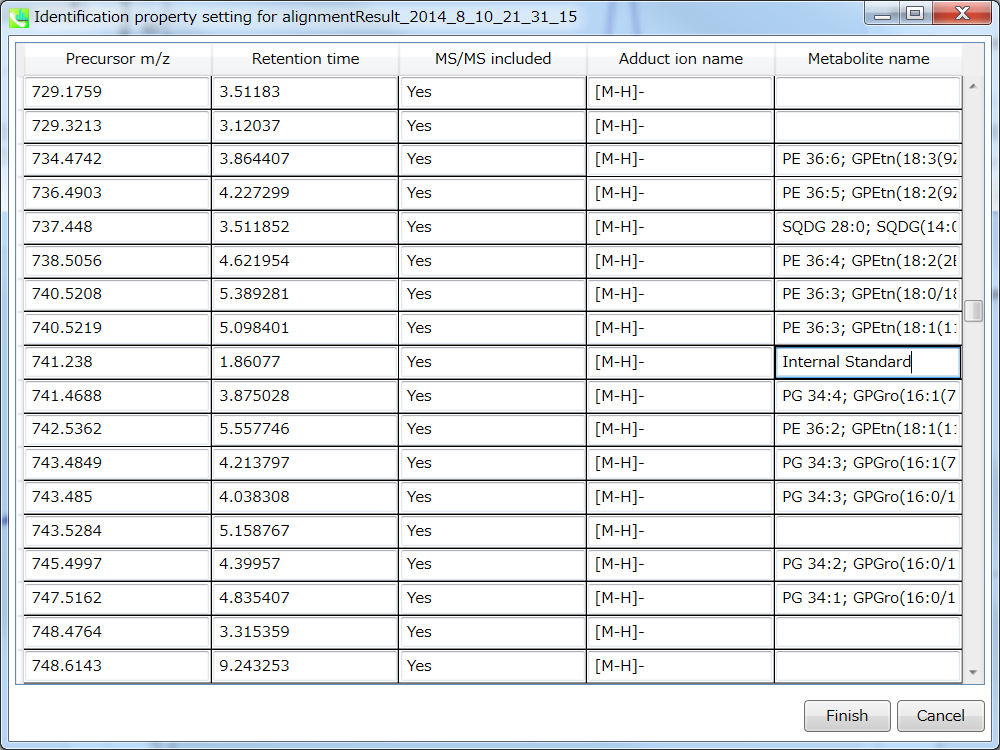 Identification property setting for alignmentResult_2014_8_10_21_31_15
Precursor m/z Retention time MS/MS included Adduct ion name Metabolite name
729.1759 3.51183 Yes [M-H]-
729.3213 3.12037 Yes [M-H]-
734.4742 3.864407 Yes [M-H]- PE 36:6; GPEtn(18:3(9Z
736.4903 4.227299 Yes [M-H]- PE 36:5; GPEtn(18:2(9Z
737.448 3.511852 Yes [M-H]- SQDG 28:0; SQDG(14:0
738.5056 4.621954 Yes [M-H]- PE 36:4; GPEtn(18:2(2E
740.5208 5.389281 Yes [M-H]- PE 36:3; GPEtn(18:0/18
740.5219 5.098401 Yes [M-H]- PE 36:3; GPEtn(18:1(11
741.238 1.86077 Yes [M-H]- Internal Standard
741.4688 3.875028 Yes [M-H]- PG 34:4; GPGro(16:1(7
742.5362 5.557746 Yes [M-H]- PE 36:2; GPEtn(18:1(11
743.4849 4.213797 Yes [M-H]- PG 34:3; GPGro(16:1(7
743.485 4.038308 Yes [M-H]- PG 34:3; GPGro(16:0/1
743.5284 5.158767 Yes [M-H]-
745.4997 4.39957 Yes [M-H]- PG 34:2; GPGro(16:0/1
747.5162 4.835407 Yes [M-H]- PG 34:1; GPGro(16:0/1
748.4764 3.315359 Yes [M-H]-
748.6143 9.243253 Yes [M-H]-
Finish Cancel